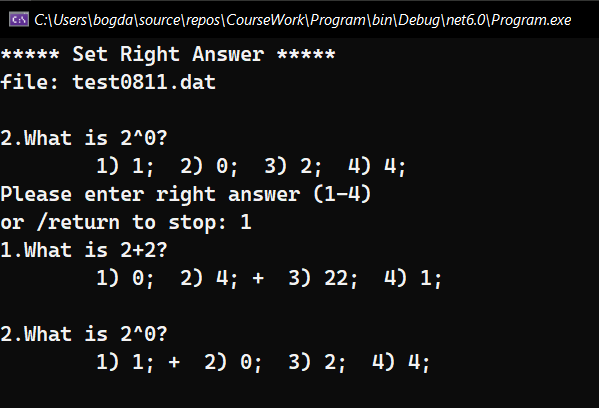 C:\Users\bogda\source\repos\CourseWork\Program\bin\Debug\net6.0\Program.exe
***** Set Right Answer *****
file: test0811.dat
2.What is 2^0?
1) 1;  2) 0;  3) 2;  4) 4;
Please enter right answer (1-4)
or /return to stop: 1
1.What is 2+2?
1) 0;  2) 4; +  3) 22;  4) 1;
2.What is 2^0?
1) 1; +  2) 0;  3) 2;  4) 4;